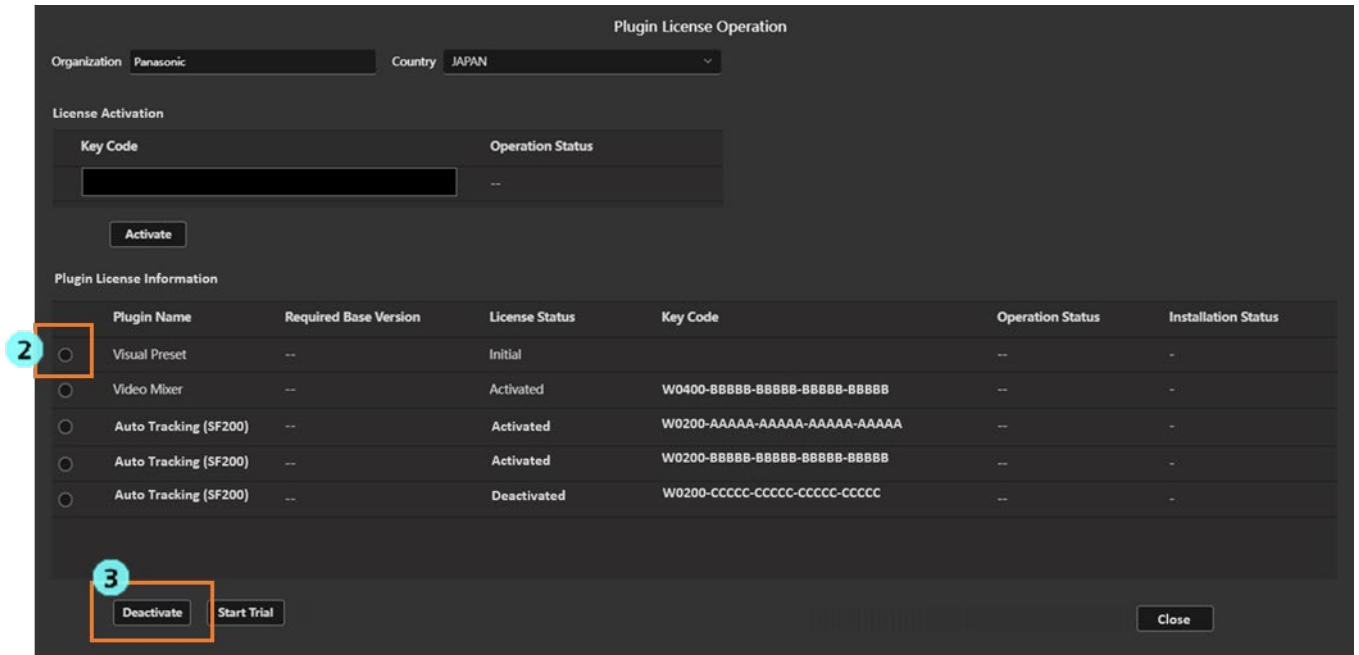 Plugin License Operation
Organization Panasonic Country JAPAN
License Activation
Key Code Operation Status
--
Activate
Plugin License Information
Plugin Name Required Base Version License Status Key Code Operation Status Installation Status
2
Visual Preset -- Initial -- -
Video Mixer -- Activated W0400-BBBBB-BBBBB-BBBBB-BBBBB -- -
Auto Tracking (SF200) -- Activated W0200-AAAAA-AAAAA-AAAAA-AAAAA -- -
Auto Tracking (SF200) -- Activated W0200-BBBBB-BBBBB-BBBBB-BBBBB -- -
Auto Tracking (SF200) -- Deactivated W0200-CCCCC-CCCCC-CCCCC-CCCCC -- -
3
Deactivate Start Trial Close